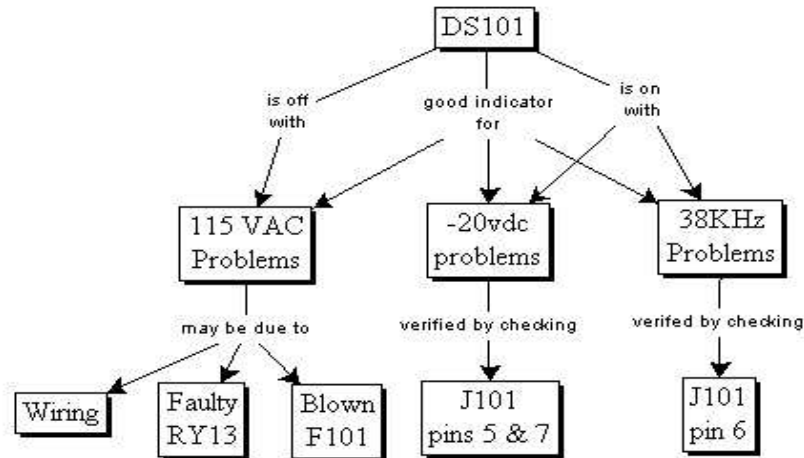 DS101
is off
with
good indicator
for
is on
with
115 VAC
Problems
-20vdc
problems
38KHz
Problems
may be due to
verified by checking
verifed by checking
Wiring
Faulty
RY13
Blown
F101
J101
pins 5 & 7
J101
pin 6